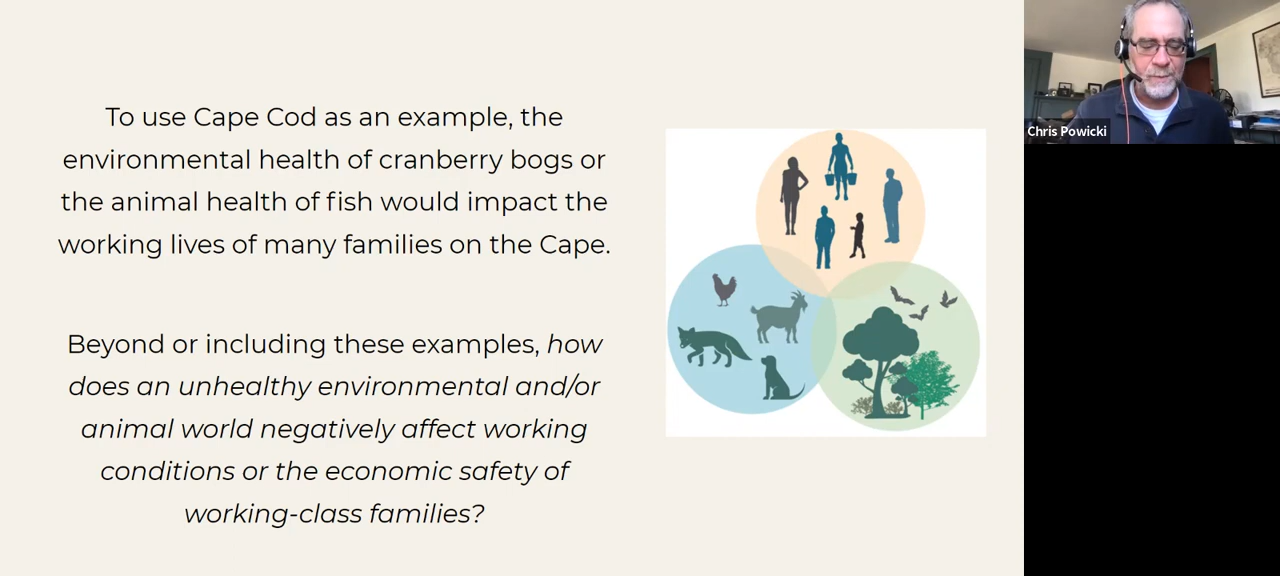 To use Cape Cod as an example, the
environmental health of cranberry bogs or
the animal health of fish would impact the
working lives of many families on the Cape.
Beyond or including these examples, how
does an unhealthy environmental and/or
animal world negatively affect working
conditions or the economic safety of
working-class families?
Chris Powicki